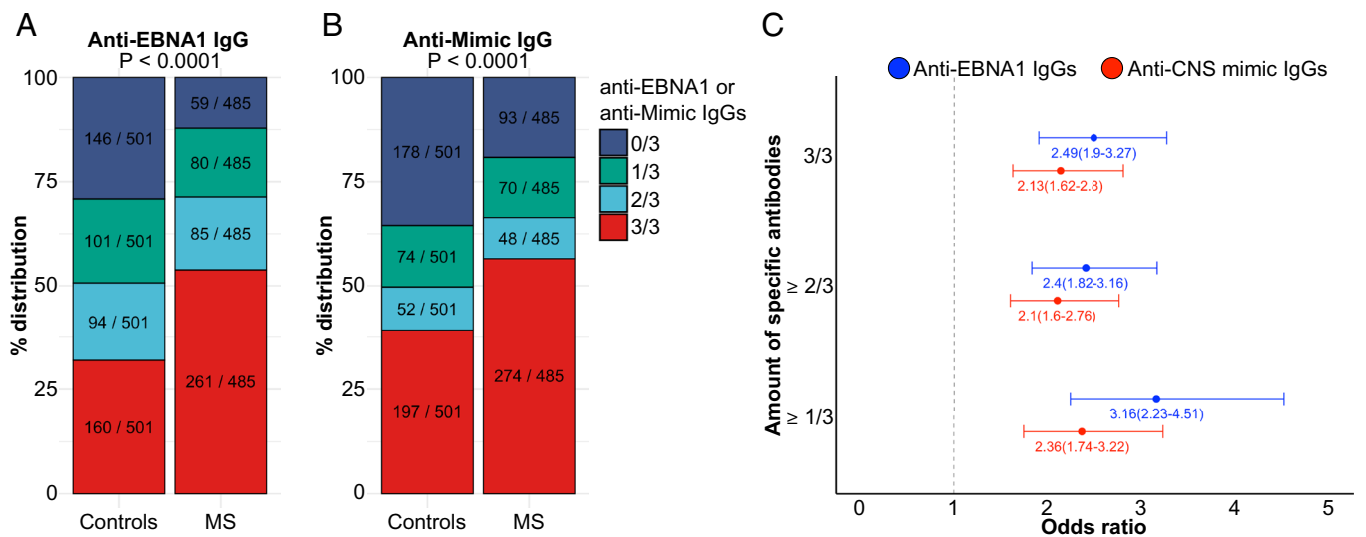 A
Anti-EBNA1 IgG
P < 0.0001
% distribution
100
75
50
25
0
146 / 501
101 / 501
94 / 501
160 / 501
59 / 485
80 / 485
85 / 485
261 / 485
Controls
MS
B
Anti-Mimic IgG
P < 0.0001
% distribution
100
75
50
25
0
178 / 501
74 / 501
52 / 501
197 / 501
93 / 485
70 / 485
48 / 485
274 / 485
Controls
MS
anti-EBNA1 or
anti-Mimic IgGs
0/3
1/3
2/3
3/3
C
Anti-EBNA1 IgGs
Anti-CNS mimic IgGs
Amount of specific antibodies
3/3
2.49(1.9-3.27)
2.13(1.62-2.8)
≥ 2/3
2.4(1.82-3.16)
2.1(1.6-2.76)
≥ 1/3
3.16(2.23-4.51)
2.36(1.74-3.22)
0
1
2
3
4
5
Odds ratio